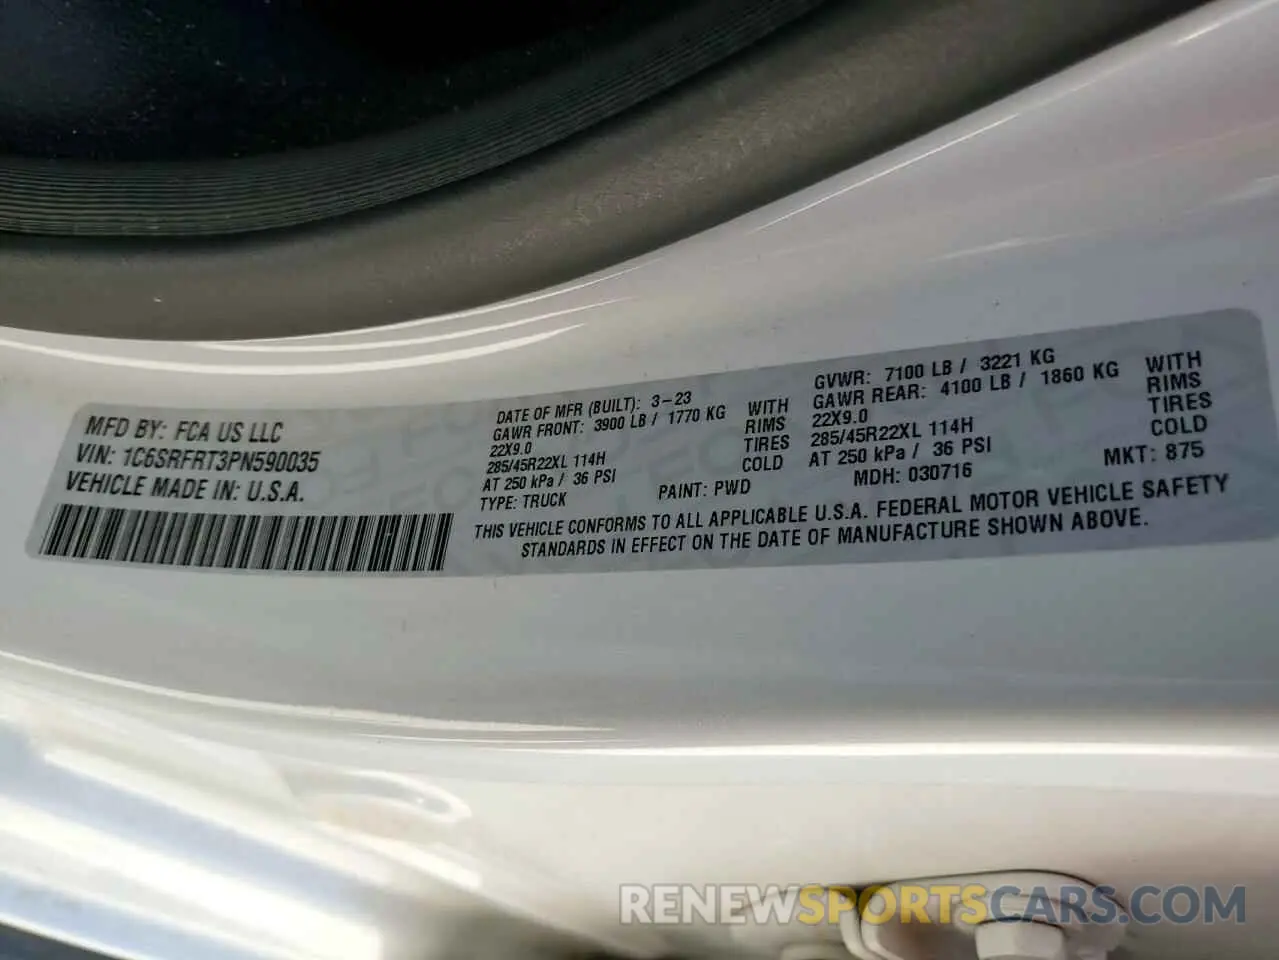 MFD BY: FCA US LLC
VIN: 1C6SRFRT3PN590035
VEHICLE MADE IN: U.S.A.
DATE OF MFR (BUILT): 3-23
GAWR FRONT: 3900 LB / 1770 KG WITH
22X9.0 RIMS
285/45R22XL 114H TIRES
AT 250 kPa / 36 PSI COLD
TYPE: TRUCK PAINT: PWD
GVWR: 7100 LB / 3221 KG
GAWR REAR: 4100 LB / 1860 KG WITH
22X9.0 RIMS
285/45R22XL 114H TIRES
AT 250 kPa / 36 PSI COLD
MDH: 030716 MKT: 875
THIS VEHICLE CONFORMS TO ALL APPLICABLE U.S.A. FEDERAL MOTOR VEHICLE SAFETY
STANDARDS IN EFFECT ON THE DATE OF MANUFACTURE SHOWN ABOVE.
RENEWSPORTSCARS.COM